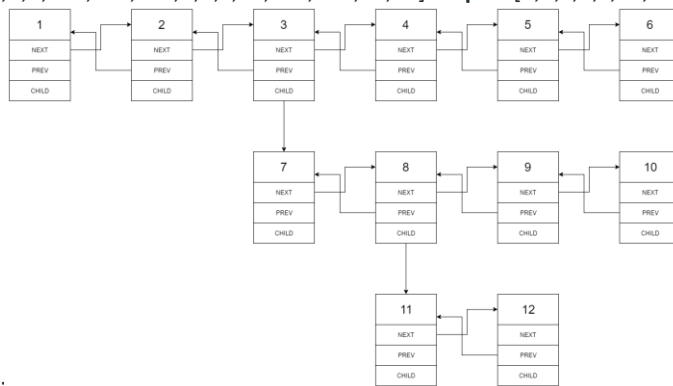 1 2 3 4 5 6
NEXT NEXT NEXT NEXT NEXT NEXT
PREV PREV PREV PREV PREV PREV
CHILD CHILD CHILD CHILD CHILD CHILD
7 8 9 10
NEXT NEXT NEXT NEXT
PREV PREV PREV PREV
CHILD CHILD CHILD CHILD
11 12
NEXT NEXT
PREV PREV
CHILD CHILD